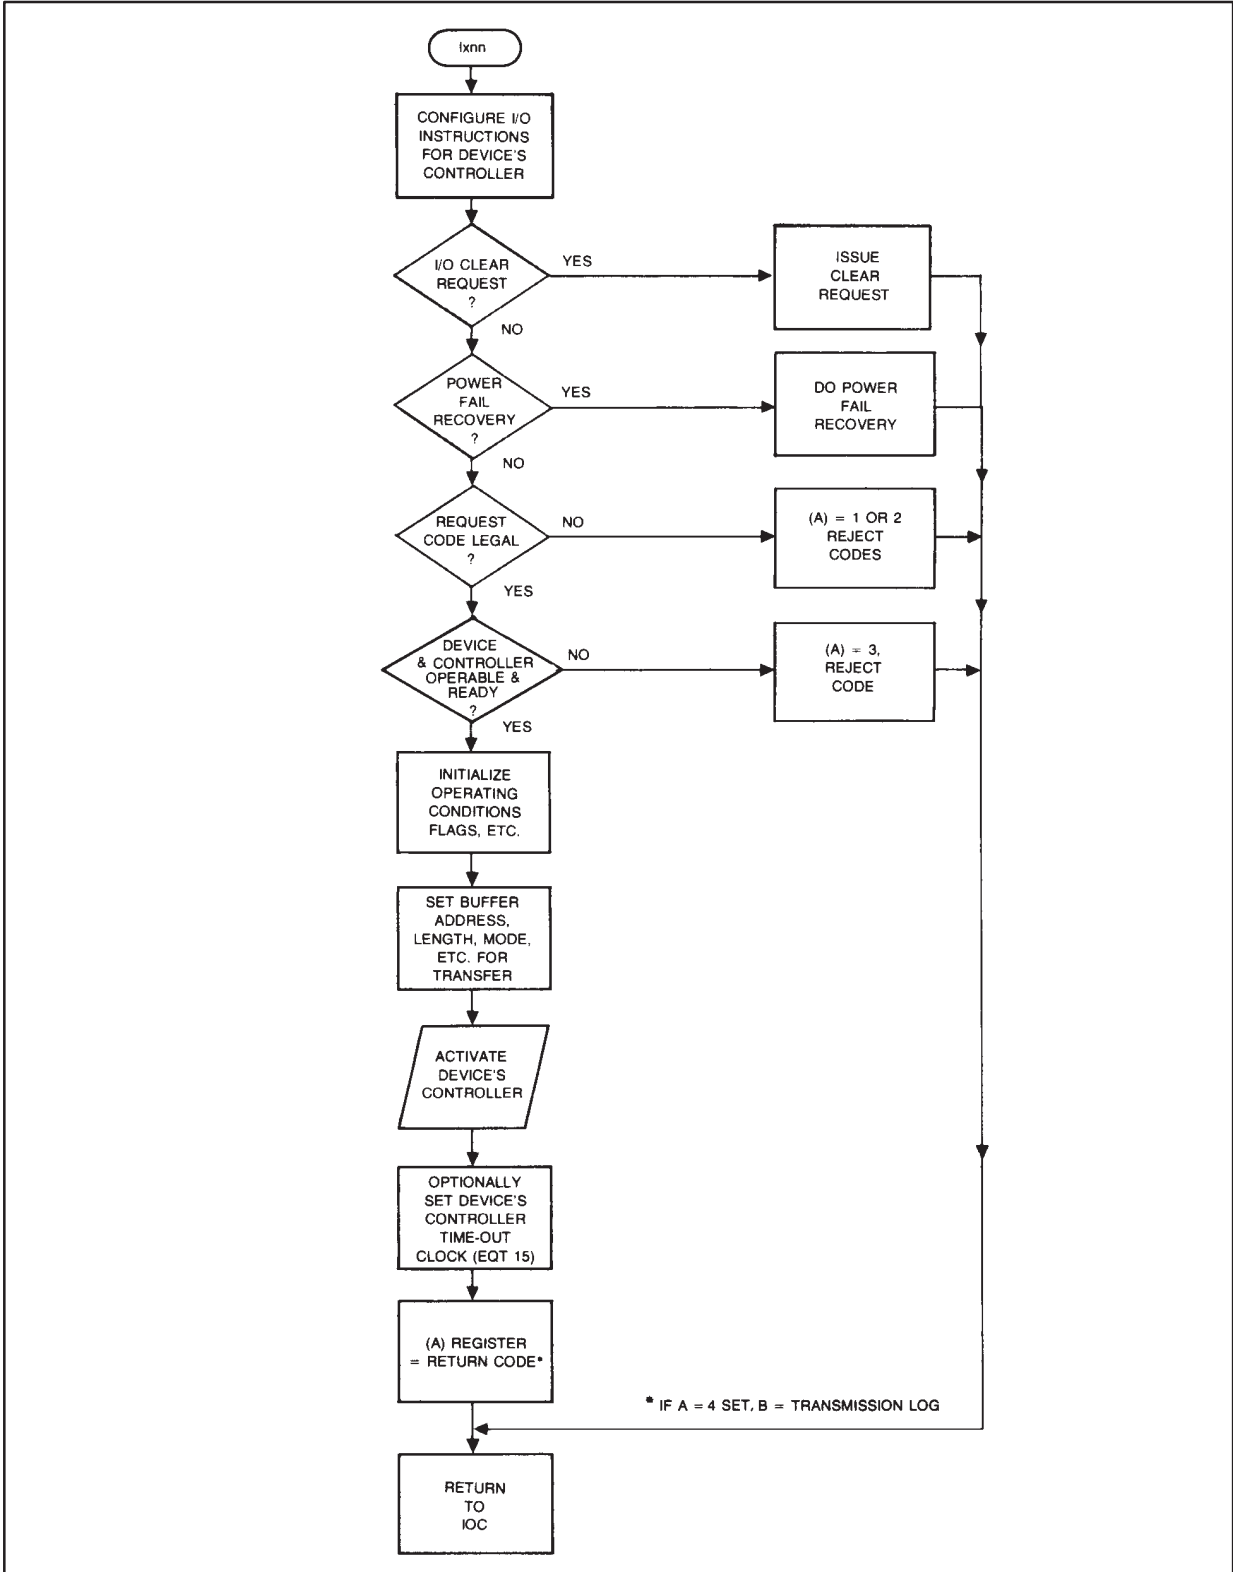 Ixnn
CONFIGURE I/O
INSTRUCTIONS
FOR DEVICE'S
CONTROLLER
I/O CLEAR
REQUEST
?
YES
ISSUE
CLEAR
REQUEST
NO
POWER
FAIL
RECOVERY
?
YES
DO POWER
FAIL
RECOVERY
NO
REQUEST
CODE LEGAL
?
NO
(A) = 1 OR 2
REJECT
CODES
YES
DEVICE
& CONTROLLER
OPERABLE &
READY
?
NO
(A) = 3,
REJECT
CODE
YES
INITIALIZE
OPERATING
CONDITIONS
FLAGS, ETC.
SET BUFFER
ADDRESS,
LENGTH, MODE,
ETC. FOR
TRANSFER
ACTIVATE
DEVICE'S
CONTROLLER
OPTIONALLY
SET DEVICE'S
CONTROLLER
TIME-OUT
CLOCK (EQT 15)
(A) REGISTER
= RETURN CODE*
* IF A = 4 SET, B = TRANSMISSION LOG
RETURN
TO
IOC